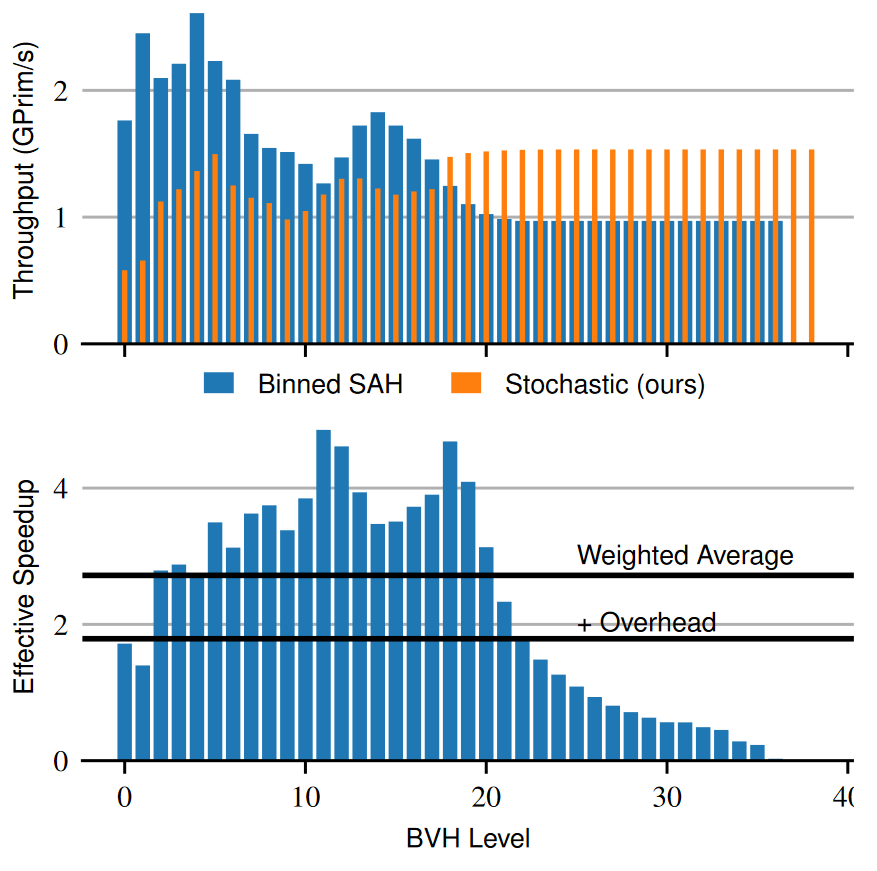 Throughput (GPrim/s)
2
1
0
Binned SAH
Stochastic (ours)
Effective Speedup
4
2
0
Weighted Average
+ Overhead
0 10 20 30 40
BVH Level